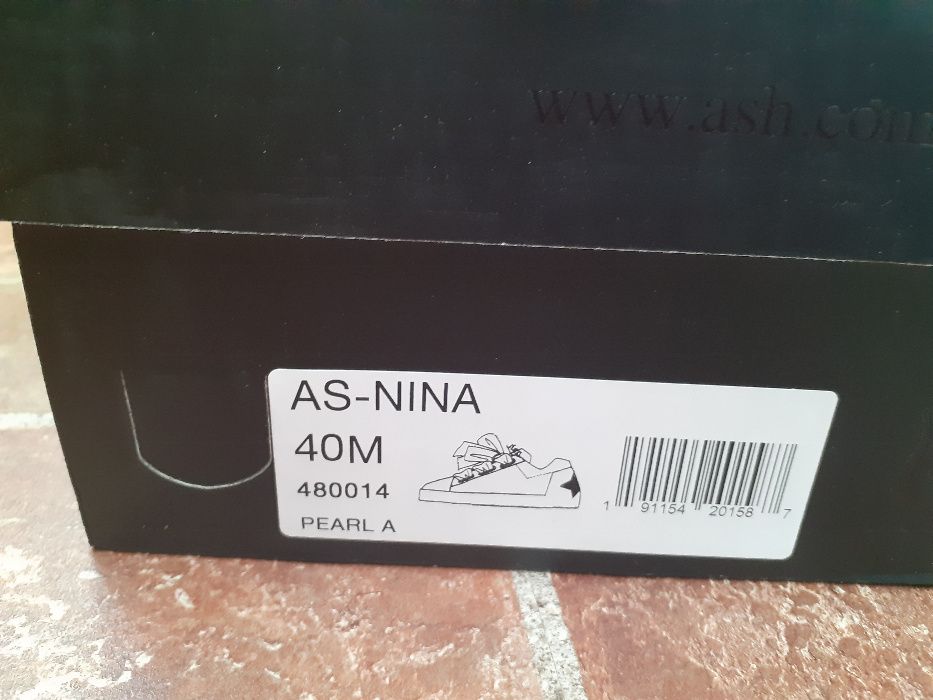 www.ash.com
AS-NINA
40M
480014
PEARL A
1 91154 20158 7